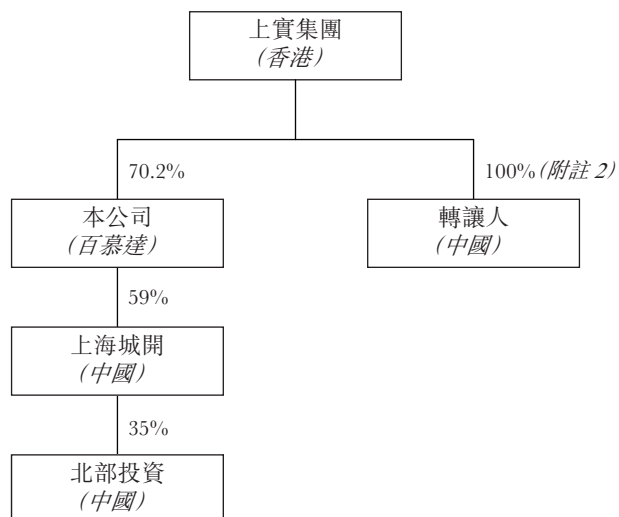 上實集團
(香港)
70.2%
100%(附註 2)
本公司
(百慕達)
轉讓人
(中國)
59%
上海城開
(中國)
35%
北部投資
(中國)